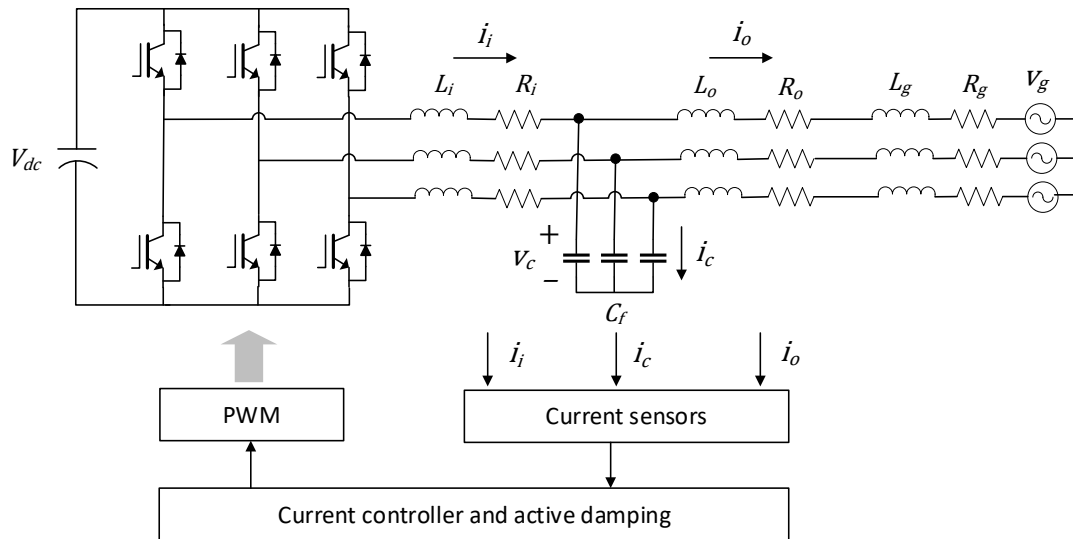 i_i i_o
L_i R_i L_o R_o L_g R_g v_g
V_dc
+
v_c i_c
−
C_f
i_i i_c i_o
PWM Current sensors
Current controller and active damping